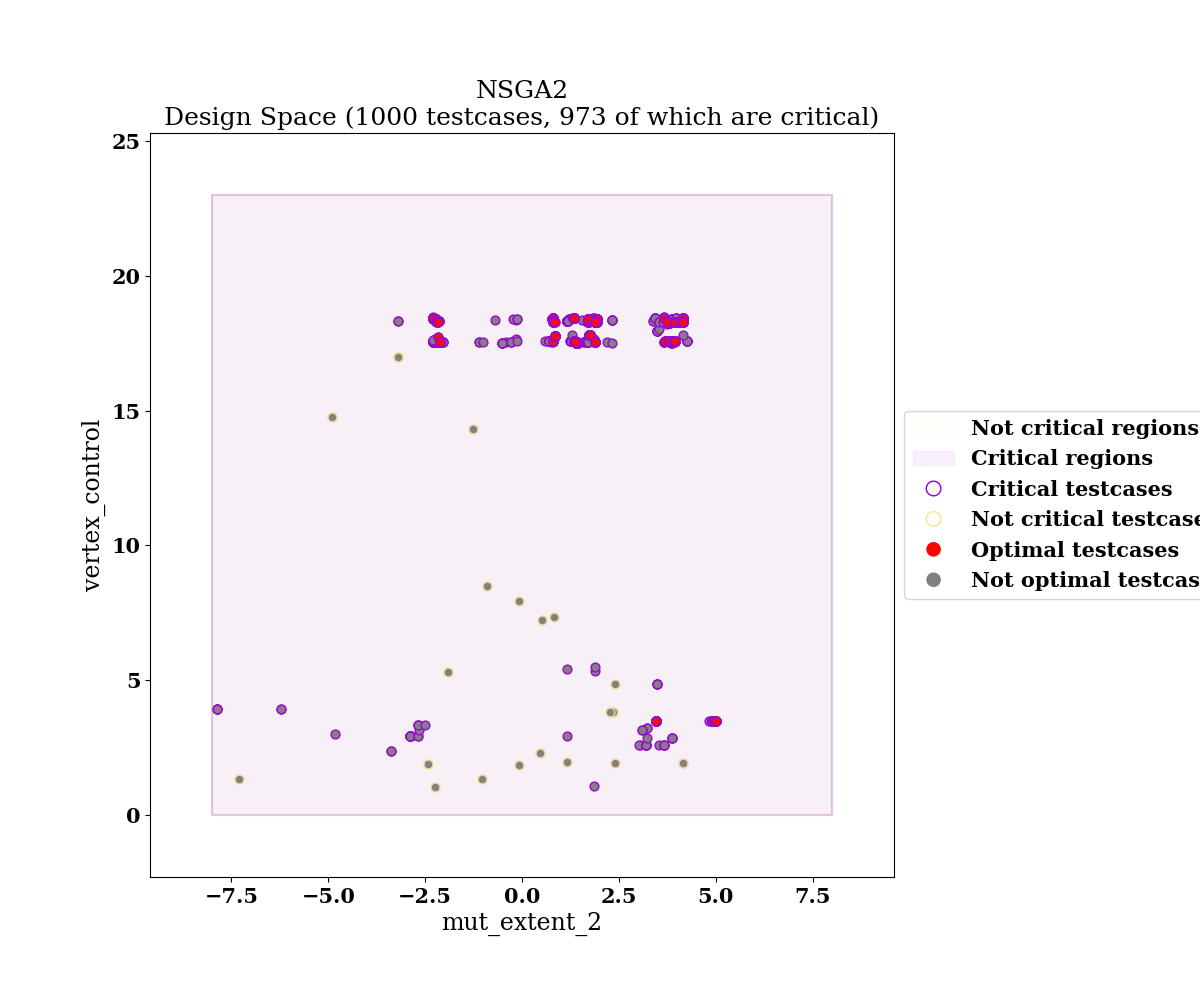 NSGA2
Design Space (1000 testcases, 973 of which are critical)
25
20
15
10
5
0
vertex_control
−7.5 −5.0 −2.5 0.0 2.5 5.0 7.5
mut_extent_2
Not critical regions
Critical regions
Critical testcases
Not critical testcase
Optimal testcases
Not optimal testcas